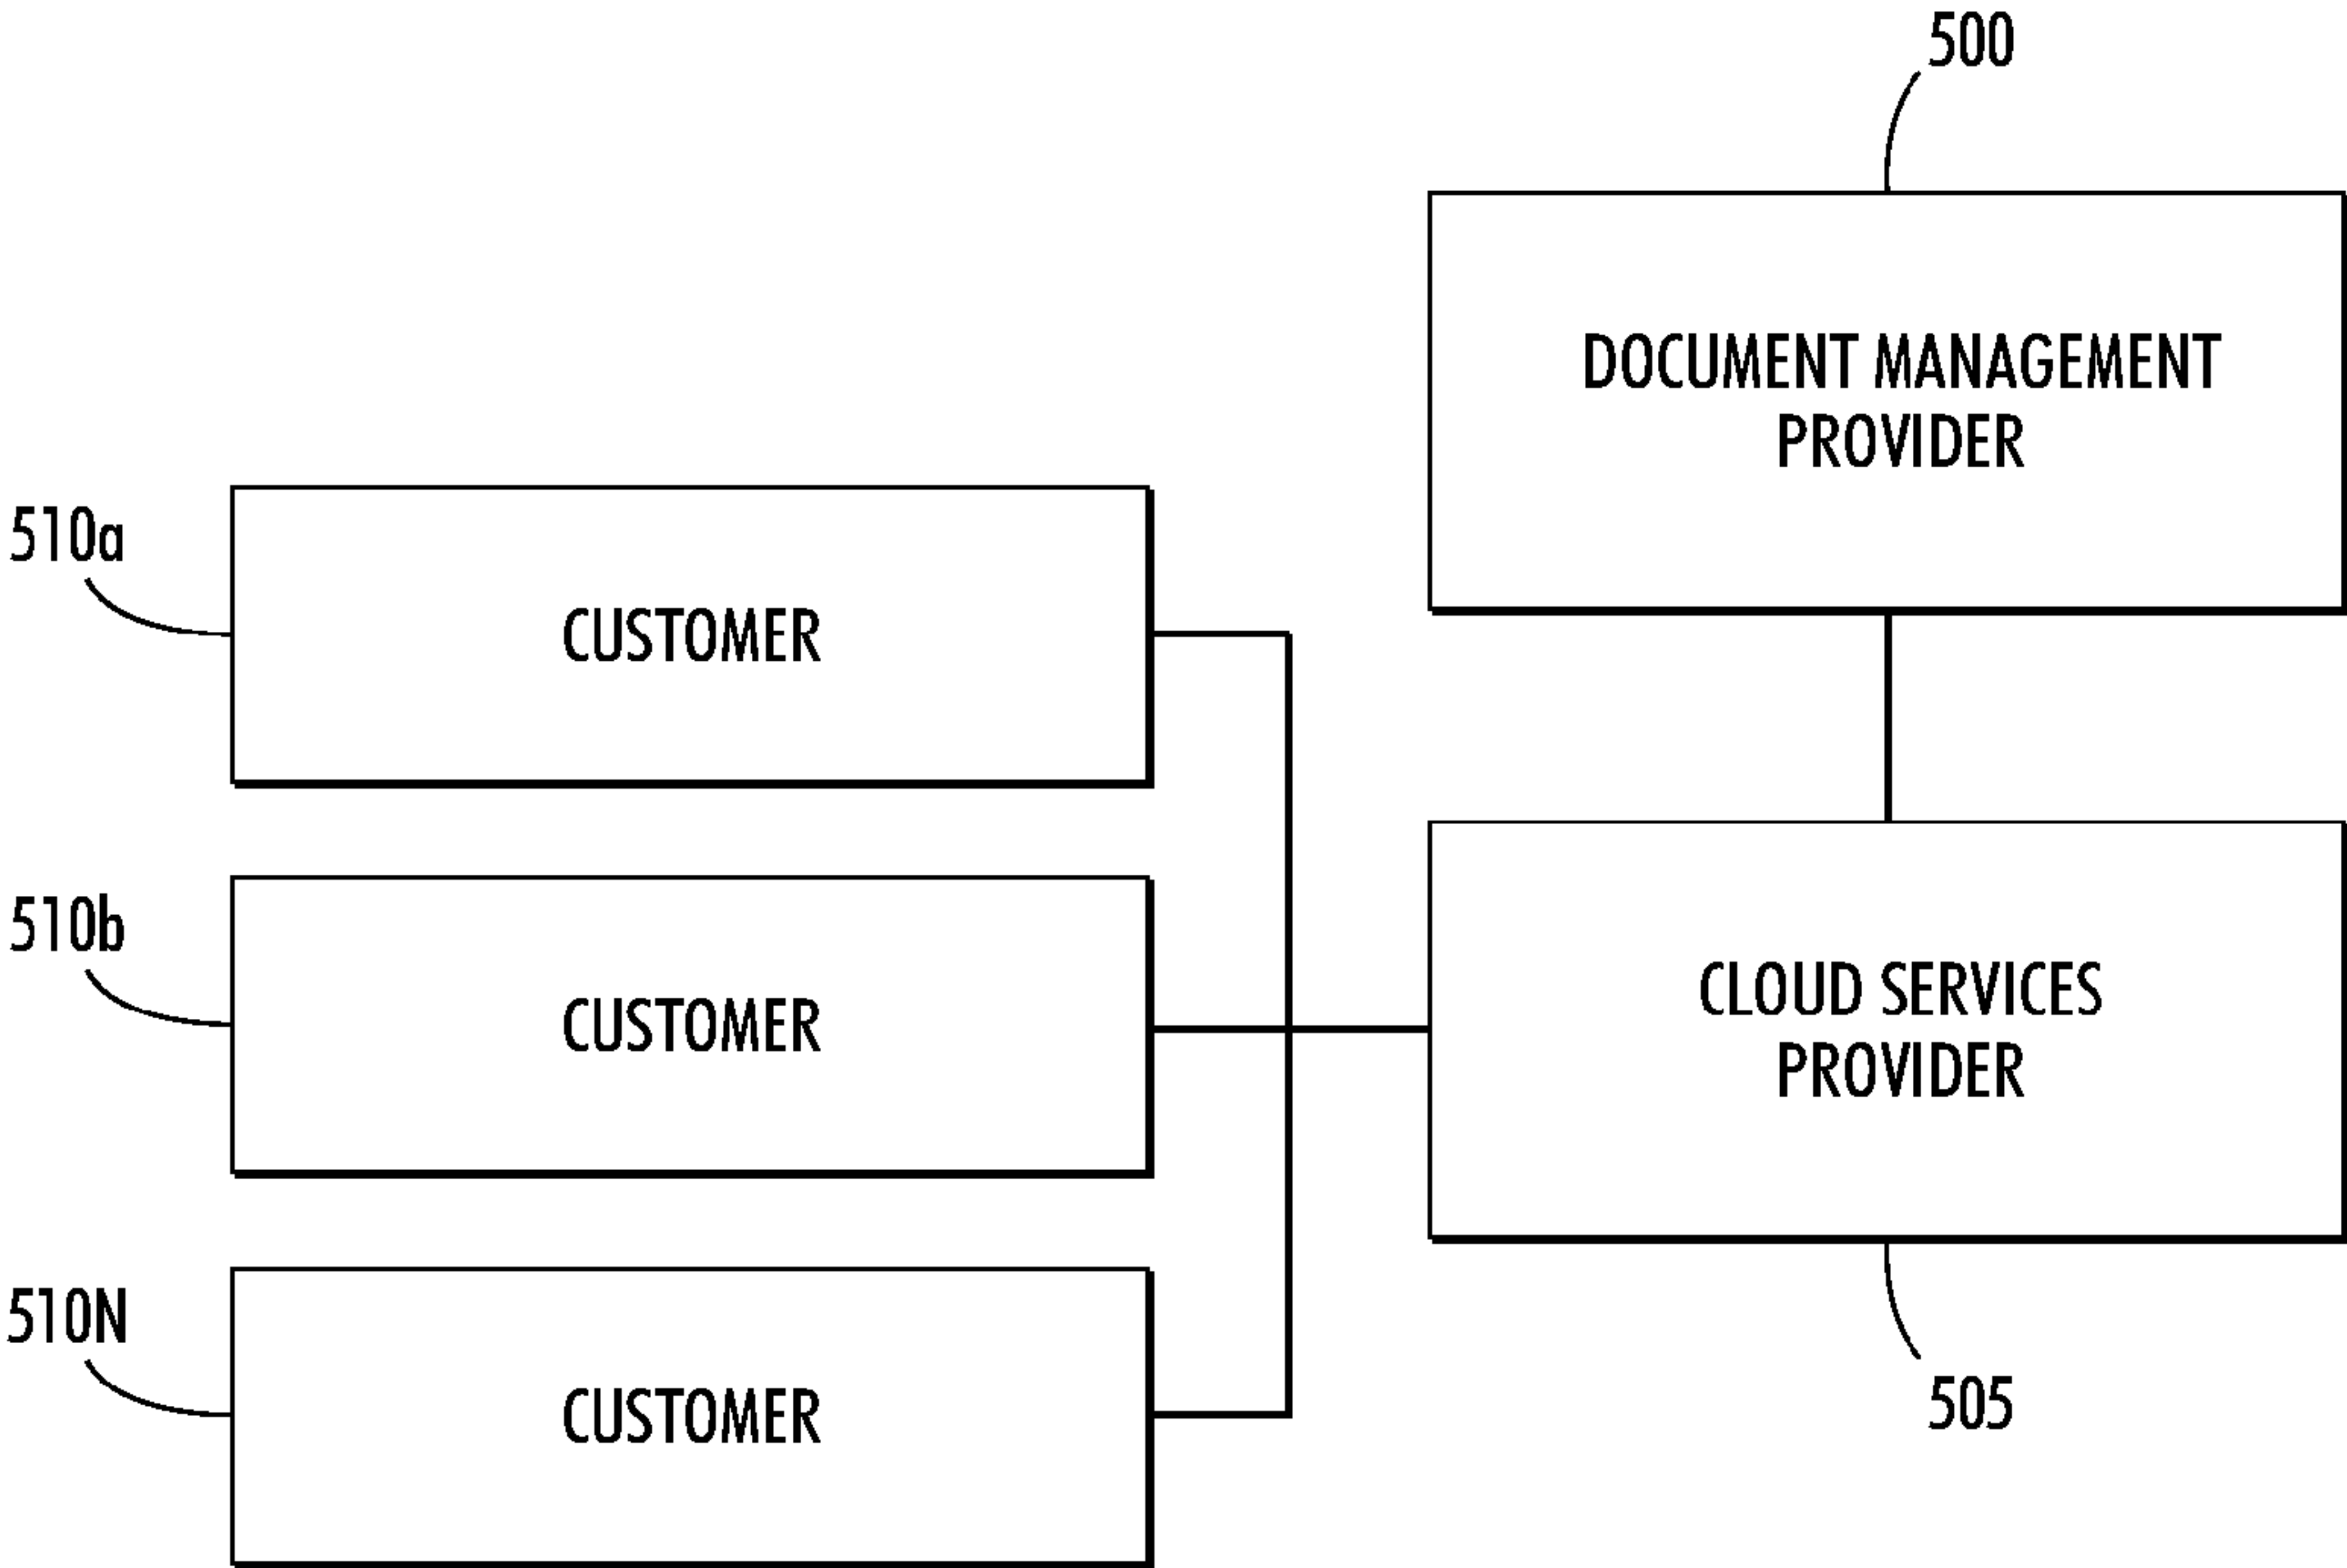 500
DOCUMENT MANAGEMENT
PROVIDER
510a
CUSTOMER
510b
CUSTOMER
CLOUD SERVICES
PROVIDER
510N
CUSTOMER
505